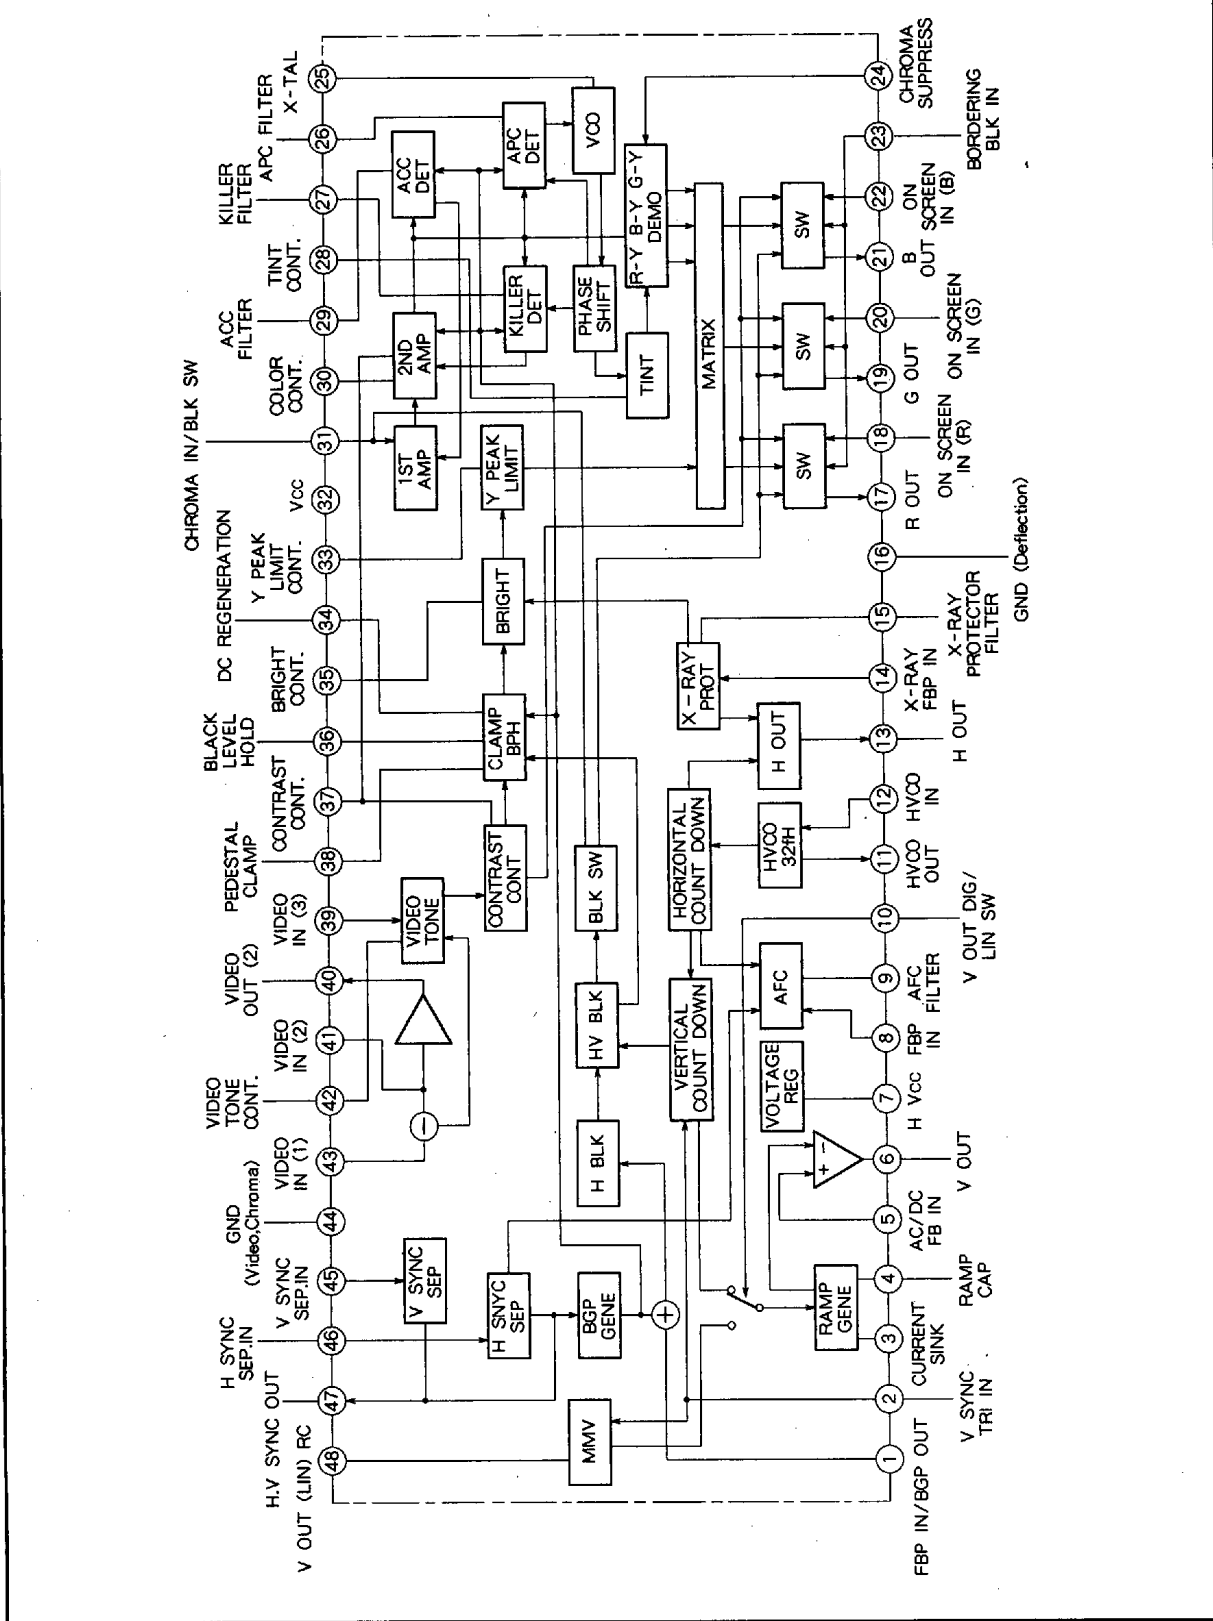 V OUT (LIN) RC
48
H.V SYNC OUT
47
H SYNC
SEP.IN
46
V SYNC
SEP.IN
45
GND
(Video,Chroma)
44
VIDEO
IN (1)
43
VIDEO
TONE
CONT.
42
VIDEO
IN (2)
41
VIDEO
OUT (2)
40
VIDEO
IN (3)
39
PEDESTAL
CLAMP
38
CONTRAST
CONT.
37
BLACK
LEVEL
HOLD
36
BRIGHT
CONT.
35
DC REGENERATION
34
Y PEAK
LIMIT
CONT.
33
Vcc
32
CHROMA IN/BLK SW
31
COLOR
CONT.
30
ACC
FILTER
29
TINT
CONT.
28
KILLER
FILTER
27
APC FILTER
26
X-TAL
25
V SYNC
SEP
VIDEO
TONE
1ST
AMP
2ND
AMP
ACC
DET
−
H SNYC
SEP
CONTRAST
CONT
CLAMP
BPH
BRIGHT
Y PEAK
LIMIT
KILLER
DET
APC
DET
MMV
BGP
GENE
H BLK
HV BLK
BLK SW
PHASE
SHIFT
VCO
+
VERTICAL
COUNT DOWN
HORIZONTAL
COUNT DOWN
X-RAY
PROT
TINT
R-Y B-Y G-Y
DEMO
MATRIX
RAMP
GENE
+ −
VOLTAGE
REG
AFC
HVCO
32fH
H OUT
SW
SW
SW
1
FBP IN/BGP OUT
2
V SYNC
TRI IN
3
CURRENT
SINK
4
RAMP
CAP
5
AC/DC
FB IN
6
V OUT
7
H Vcc
8
FBP
IN
9
AFC
FILTER
10
V OUT DIG/
LIN SW
11
HVCO
OUT
12
HVCO
IN
13
H OUT
14
X-RAY
FBP IN
15
X-RAY
PROTECTOR
FILTER
16
GND (Deflection)
17
R OUT
18
ON SCREEN
IN (R)
19
G OUT
20
ON SCREEN
IN (G)
21
B
OUT
22
ON
SCREEN
IN (B)
23
BORDERING
BLK IN
24
CHROMA
SUPPRESS